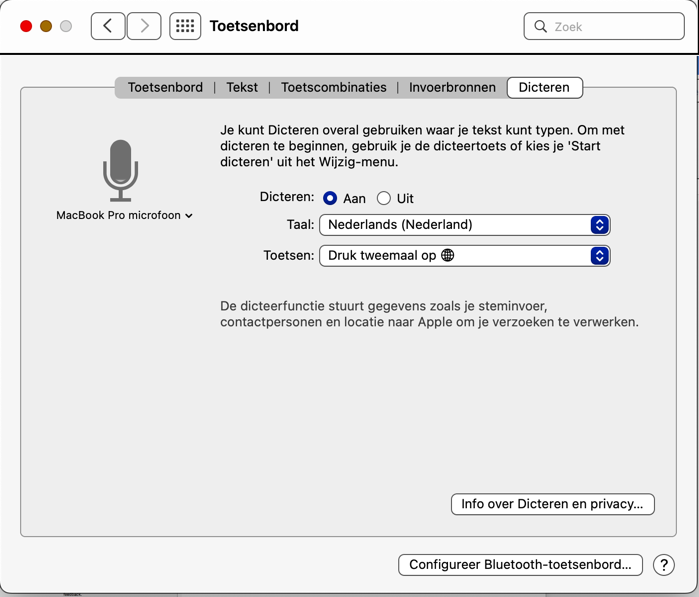 Toetsenbord
Zoek
Toetsenbord | Tekst | Toetscombinaties | Invoerbronnen Dicteren
Je kunt Dicteren overal gebruiken waar je tekst kunt typen. Om met
dicteren te beginnen, gebruik je de dicteertoets of kies je 'Start
dicteren' uit het Wijzig-menu.
MacBook Pro microfoon
Dicteren: Aan Uit
Taal: Nederlands (Nederland)
Toetsen: Druk tweemaal op
De dicteerfunctie stuurt gegevens zoals je steminvoer,
contactpersonen en locatie naar Apple om je verzoeken te verwerken.
Info over Dicteren en privacy...
Configureer Bluetooth-toetsenbord... ?